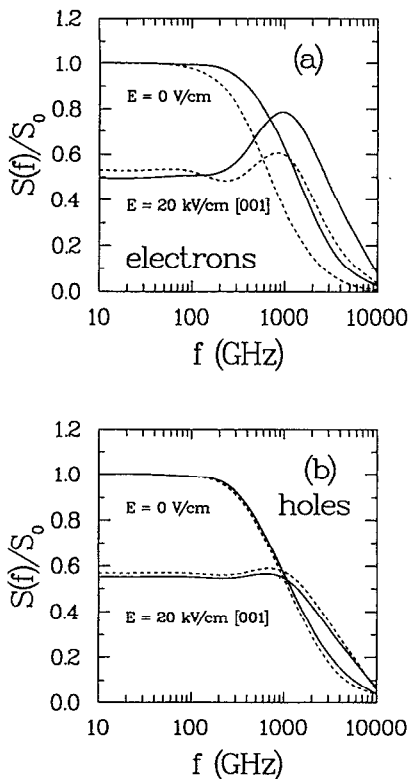 (a)
1.2
1.0
0.8
0.6
0.4
0.2
0.0
S(f)/S₀
E = 0 V/cm
E = 20 kV/cm [001]
electrons
10 100 1000 10000
f (GHz)
(b)
holes
1.2
1.0
0.8
0.6
0.4
0.2
0.0
S(f)/S₀
E = 0 V/cm
E = 20 kV/cm [001]
10 100 1000 10000
f (GHz)